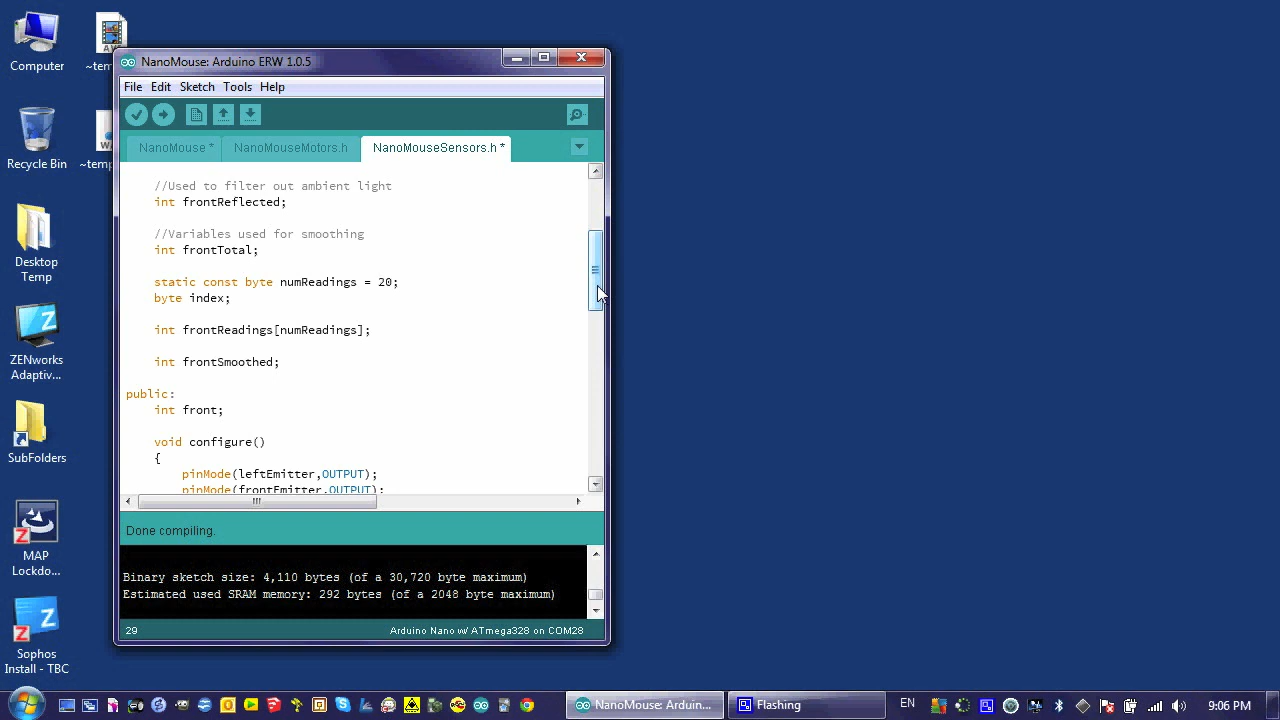 Computer
~tem
Recycle Bin
~temp
Desktop
Temp
ZENworks
Adaptiv...
SubFolders
MAP
Lockdo...
Sophos
Install - TBC
NanoMouse: Arduino ERW 1.0.5
File Edit Sketch Tools Help
NanoMouse * NanoMouseMotors.h NanoMouseSensors.h *
//Used to filter out ambient light
int frontReflected;
//Variables used for smoothing
int frontTotal;
static const byte numReadings = 20;
byte index;
int frontReadings[numReadings];
int frontSmoothed;
public:
int front;
void configure()
{
pinMode(leftEmitter,OUTPUT);
pinMode(frontEmitter,OUTPUT);
Done compiling.
Binary sketch size: 4,110 bytes (of a 30,720 byte maximum)
Estimated used SRAM memory: 292 bytes (of a 2048 byte maximum)
29 Arduino Nano w/ ATmega328 on COM28
NanoMouse: Arduin... Flashing EN 9:06 PM